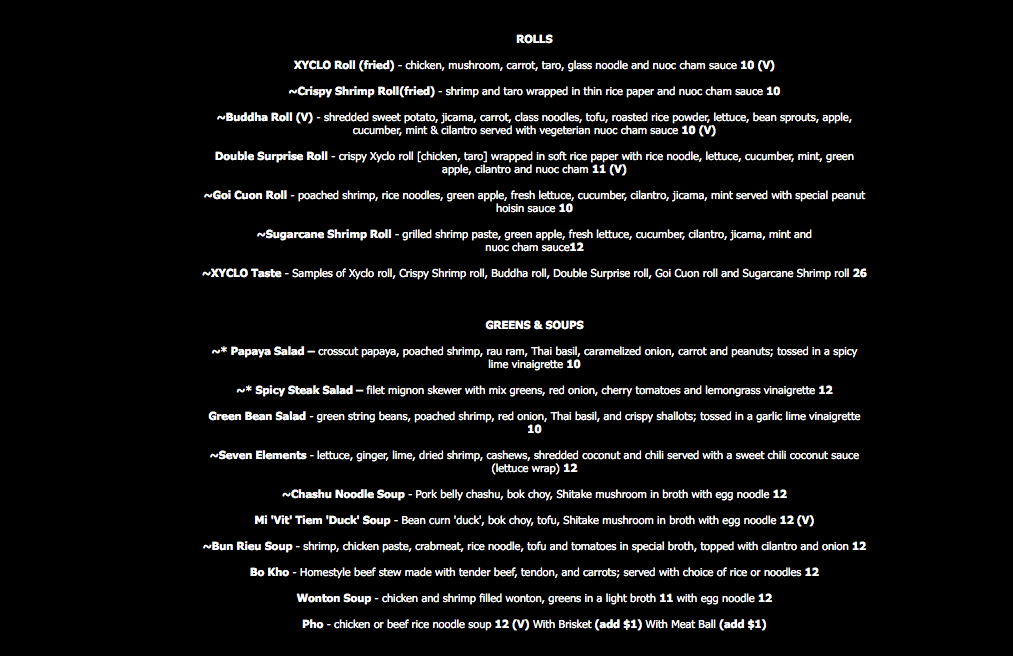 ROLLS
XYCLO Roll (fried) - chicken, mushroom, carrot, taro, glass noodle and nuoc cham sauce 10 (V)
~Crispy Shrimp Roll(fried) - shrimp and taro wrapped in thin rice paper and nuoc cham sauce 10
~Buddha Roll (V) - shredded sweet potato, jicama, carrot, class noodles, tofu, roasted rice powder, lettuce, bean sprouts, apple,
cucumber, mint & cilantro served with vegeterian nuoc cham sauce 10 (V)
Double Surprise Roll - crispy Xyclo roll [chicken, taro] wrapped in soft rice paper with rice noodle, lettuce, cucumber, mint, green
apple, cilantro and nuoc cham 11 (V)
~Goi Cuon Roll - poached shrimp, rice noodles, green apple, fresh lettuce, cucumber, cilantro, jicama, mint served with special peanut
hoisin sauce 10
~Sugarcane Shrimp Roll - grilled shrimp paste, green apple, fresh lettuce, cucumber, cilantro, jicama, mint and
nuoc cham sauce12
~XYCLO Taste - Samples of Xyclo roll, Crispy Shrimp roll, Buddha roll, Double Surprise roll, Goi Cuon roll and Sugarcane Shrimp roll 26
GREENS & SOUPS
~* Papaya Salad – crosscut papaya, poached shrimp, rau ram, Thai basil, caramelized onion, carrot and peanuts; tossed in a spicy
lime vinaigrette 10
~* Spicy Steak Salad – filet mignon skewer with mix greens, red onion, cherry tomatoes and lemongrass vinaigrette 12
Green Bean Salad - green string beans, poached shrimp, red onion, Thai basil, and crispy shallots; tossed in a garlic lime vinaigrette
10
~Seven Elements - lettuce, ginger, lime, dried shrimp, cashews, shredded coconut and chili served with a sweet chili coconut sauce
(lettuce wrap) 12
~Chashu Noodle Soup - Pork belly chashu, bok choy, Shitake mushroom in broth with egg noodle 12
Mi 'Vit' Tiem 'Duck' Soup - Bean curn 'duck', bok choy, tofu, Shitake mushroom in broth with egg noodle 12 (V)
~Bun Rieu Soup - shrimp, chicken paste, crabmeat, rice noodle, tofu and tomatoes in special broth, topped with cilantro and onion 12
Bo Kho - Homestyle beef stew made with tender beef, tendon, and carrots; served with choice of rice or noodles 12
Wonton Soup - chicken and shrimp filled wonton, greens in a light broth 11 with egg noodle 12
Pho - chicken or beef rice noodle soup 12 (V) With Brisket (add $1) With Meat Ball (add $1)